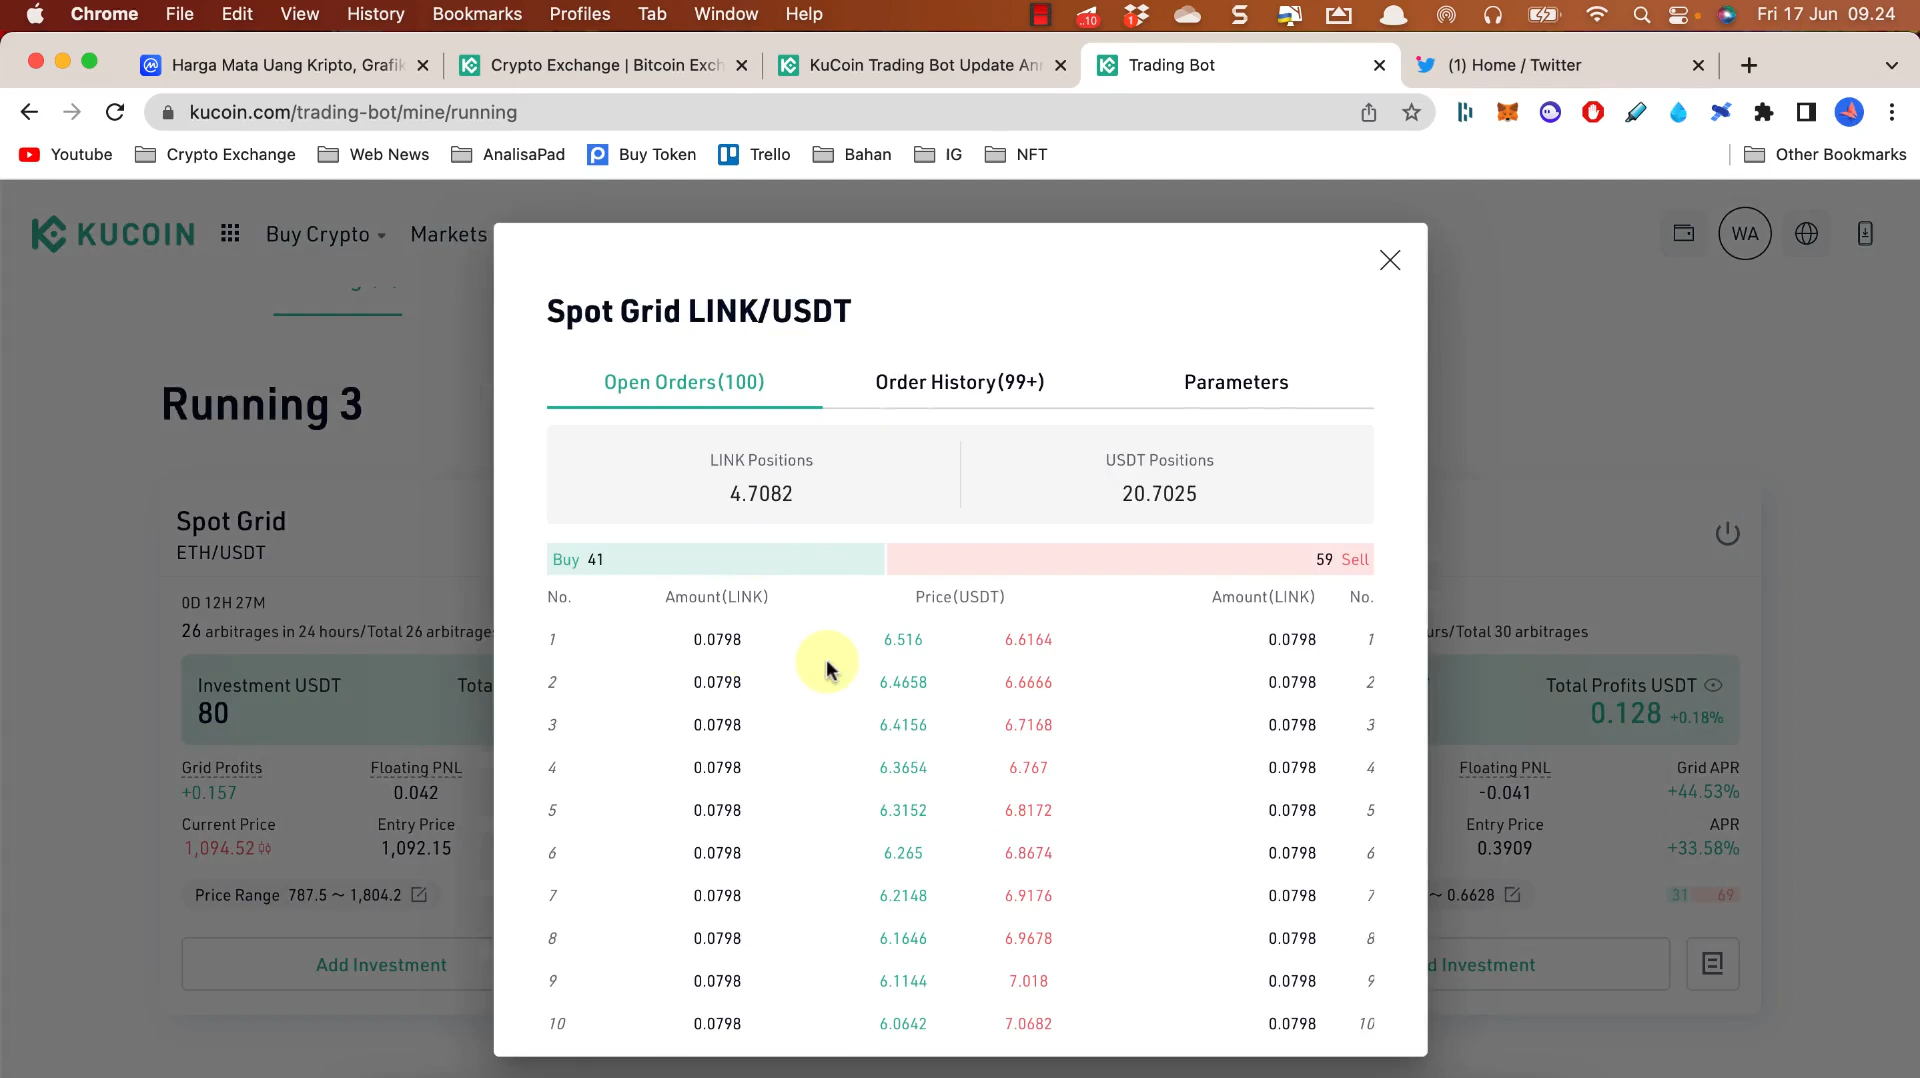 Chrome File Edit View History Bookmarks Profiles Tab Window Help Fri 17 Jun 09.24
Harga Mata Uang Kripto, Grafik Crypto Exchange | Bitcoin Exch KuCoin Trading Bot Update Ann Trading Bot (1) Home / Twitter
kucoin.com/trading-bot/mine/running
Youtube Crypto Exchange Web News AnalisaPad Buy Token Trello Bahan IG NFT Other Bookmarks
KUCOIN Buy Crypto Markets WA
Spot Grid LINK/USDT
Open Orders(100) Order History(99+) Parameters
Running 3
LINK Positions USDT Positions
4.7082 20.7025
Spot Grid
ETH/USDT
Buy 41 59 Sell
No. Amount(LINK) Price(USDT) Amount(LINK) No.
0D 12H 27M
26 arbitrages in 24 hours/Total 26 arbitrages
urs/Total 30 arbitrages
1 0.0798 6.516 6.6164 0.0798 1
2 0.0798 6.4658 6.6666 0.0798 2
3 0.0798 6.4156 6.7168 0.0798 3
4 0.0798 6.3654 6.767 0.0798 4
5 0.0798 6.3152 6.8172 0.0798 5
6 0.0798 6.265 6.8674 0.0798 6
7 0.0798 6.2148 6.9176 0.0798 7
8 0.0798 6.1646 6.9678 0.0798 8
9 0.0798 6.1144 7.018 0.0798 9
10 0.0798 6.0642 7.0682 0.0798 10
Investment USDT Tota
80
Grid Profits Floating PNL
+0.157 0.042
Current Price Entry Price
1,094.52 1,092.15
Price Range 787.5 ~ 1,804.2
Add Investment
Total Profits USDT
0.128 +0.18%
Floating PNL Grid APR
-0.041 +44.53%
Entry Price APR
0.3909 +33.58%
~ 0.6628 31 69
d Investment